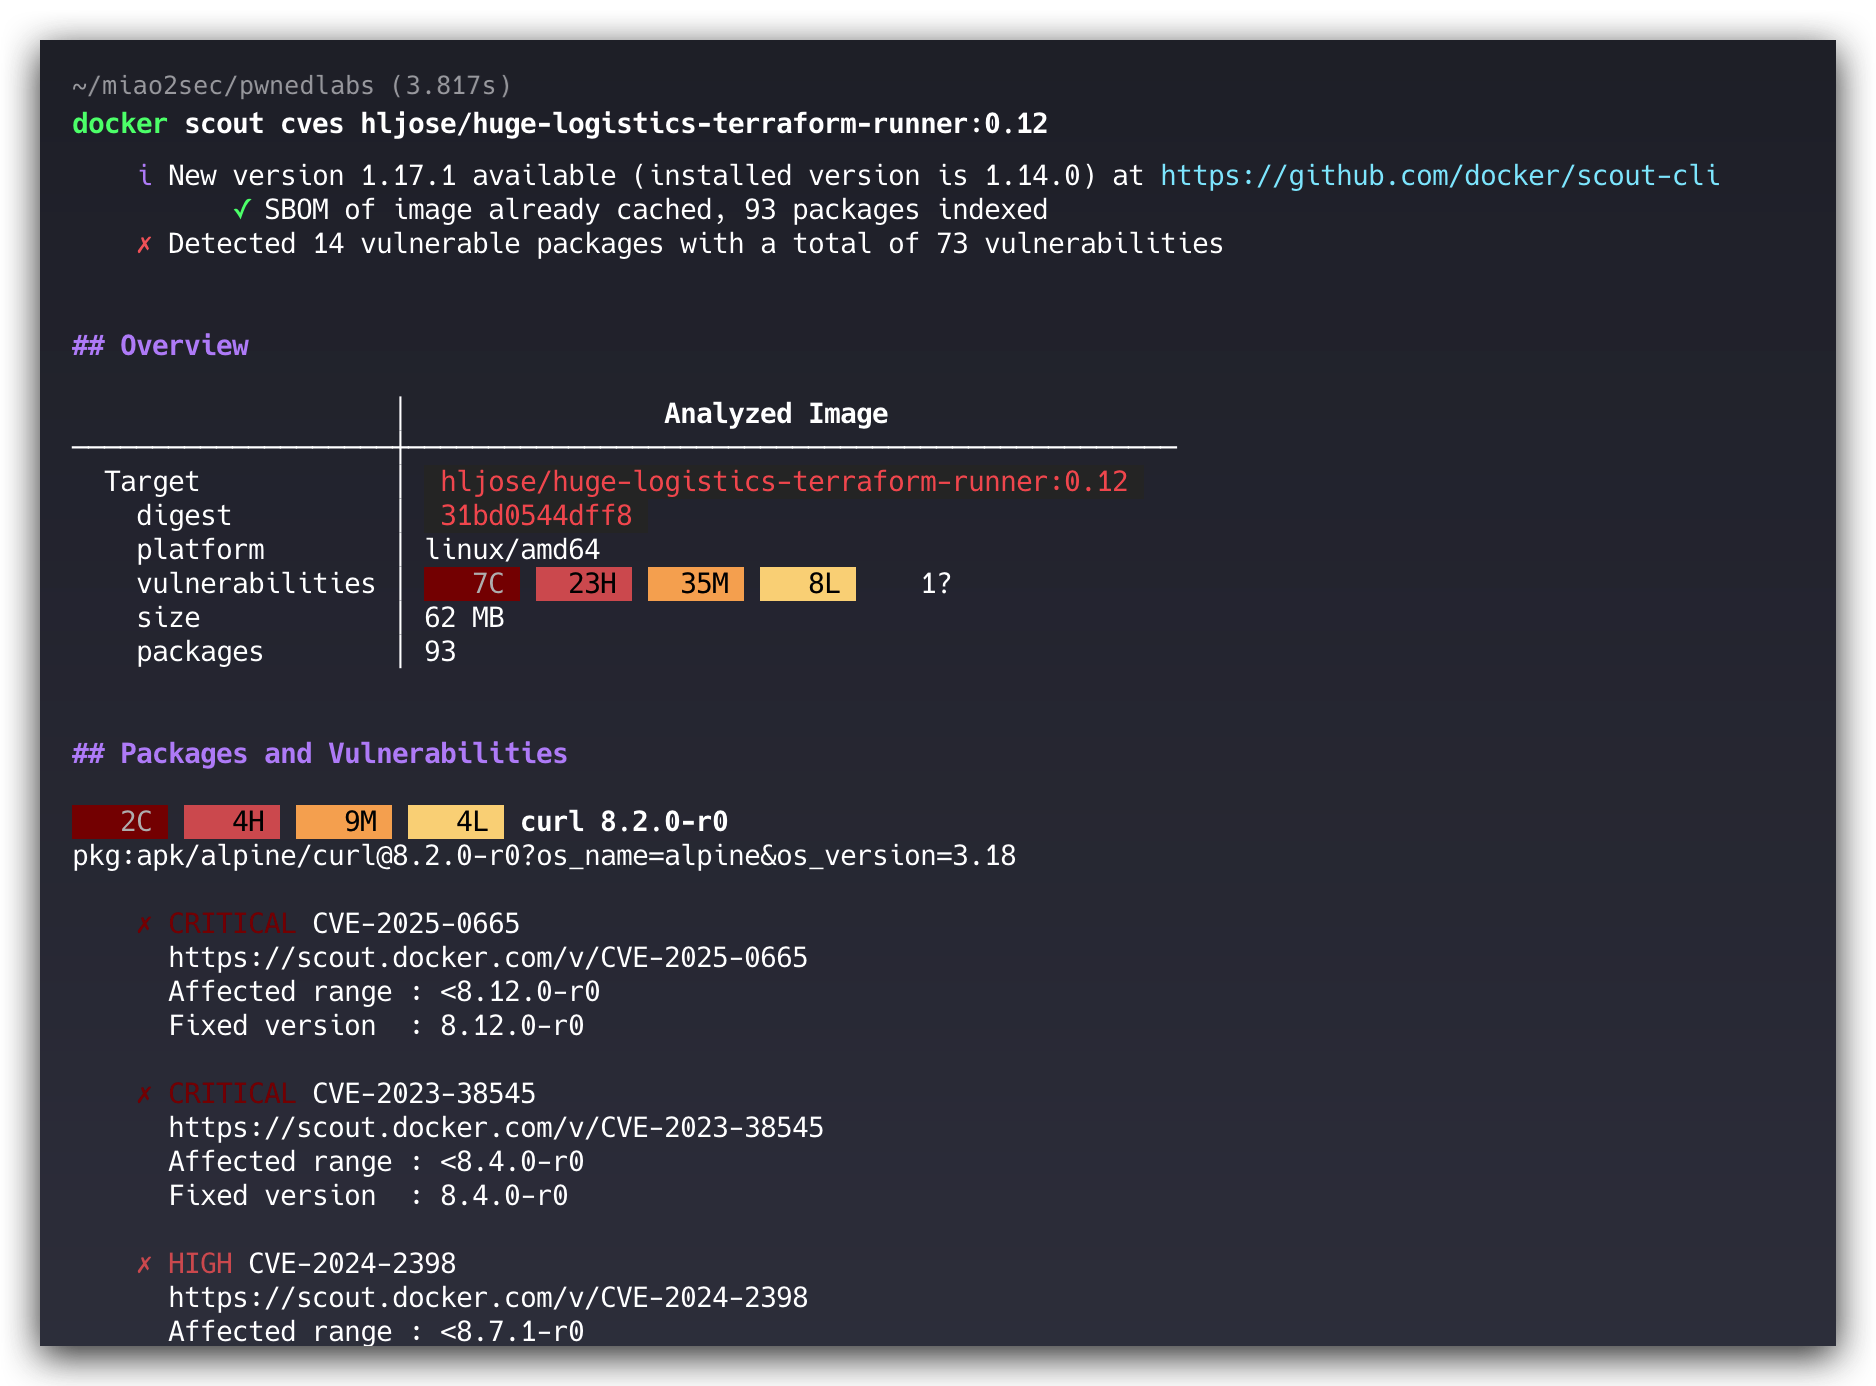 ~/miao2sec/pwnedlabs (3.817s)
docker scout cves hljose/huge-logistics-terraform-runner:0.12
i New version 1.17.1 available (installed version is 1.14.0) at https://github.com/docker/scout-cli
✓ SBOM of image already cached, 93 packages indexed
✗ Detected 14 vulnerable packages with a total of 73 vulnerabilities
## Overview
Analyzed Image
Target │ hljose/huge-logistics-terraform-runner:0.12
digest │ 31bd0544dff8
platform │ linux/amd64
vulnerabilities │ 7C 23H 35M 8L 1?
size │ 62 MB
packages │ 93
## Packages and Vulnerabilities
2C 4H 9M 4L curl 8.2.0-r0
pkg:apk/alpine/curl@8.2.0-r0?os_name=alpine&os_version=3.18
✗ CRITICAL CVE-2025-0665
https://scout.docker.com/v/CVE-2025-0665
Affected range : <8.12.0-r0
Fixed version : 8.12.0-r0
✗ CRITICAL CVE-2023-38545
https://scout.docker.com/v/CVE-2023-38545
Affected range : <8.4.0-r0
Fixed version : 8.4.0-r0
✗ HIGH CVE-2024-2398
https://scout.docker.com/v/CVE-2024-2398
Affected range : <8.7.1-r0